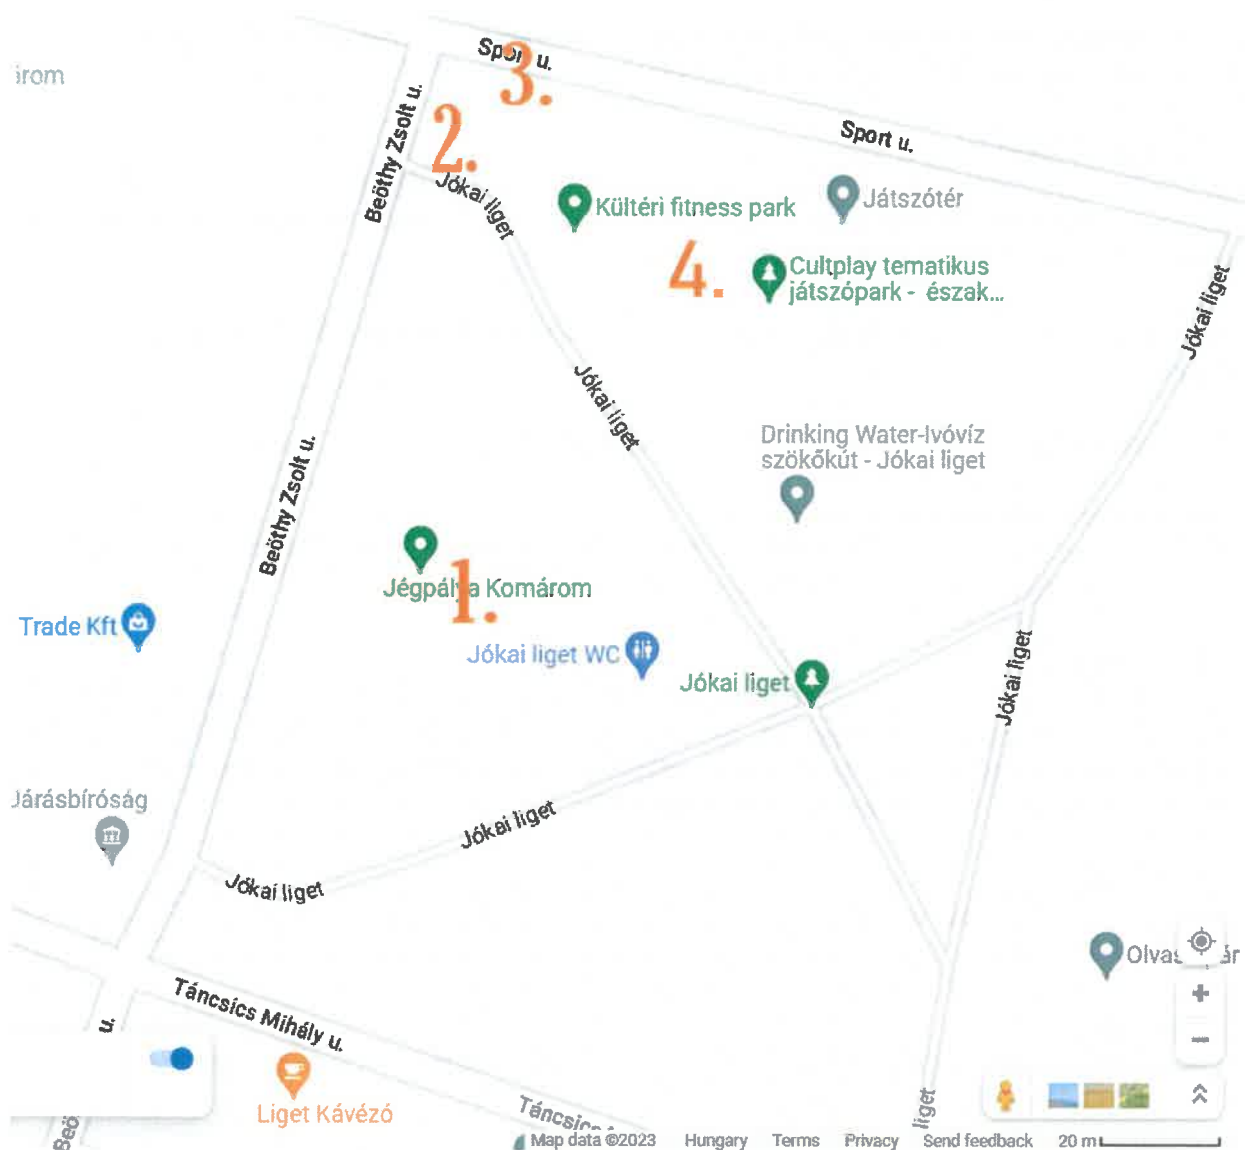 Sport u.
3.
árom
2.
Beöthy Zsolt u.
Sport u.
Jókai liget
Kültéri fitness park
Játszótér
4.
Cultplay tematikus
játszópark - észak...
Jókai liget
Jókai liget
Drinking Water-Ivóvíz
szökőkút - Jókai liget
Beöthy Zsolt u.
Jégpálya Komárom
1.
Trade Kft
Jókai liget WC
Jókai liget
Jókai liget
Járásbíróság
Jókai liget
Jókai liget
Táncsics Mihály u.
u.
Liget Kávézó
liget
Map data ©2023 Hungary Terms Privacy Send feedback 20 m